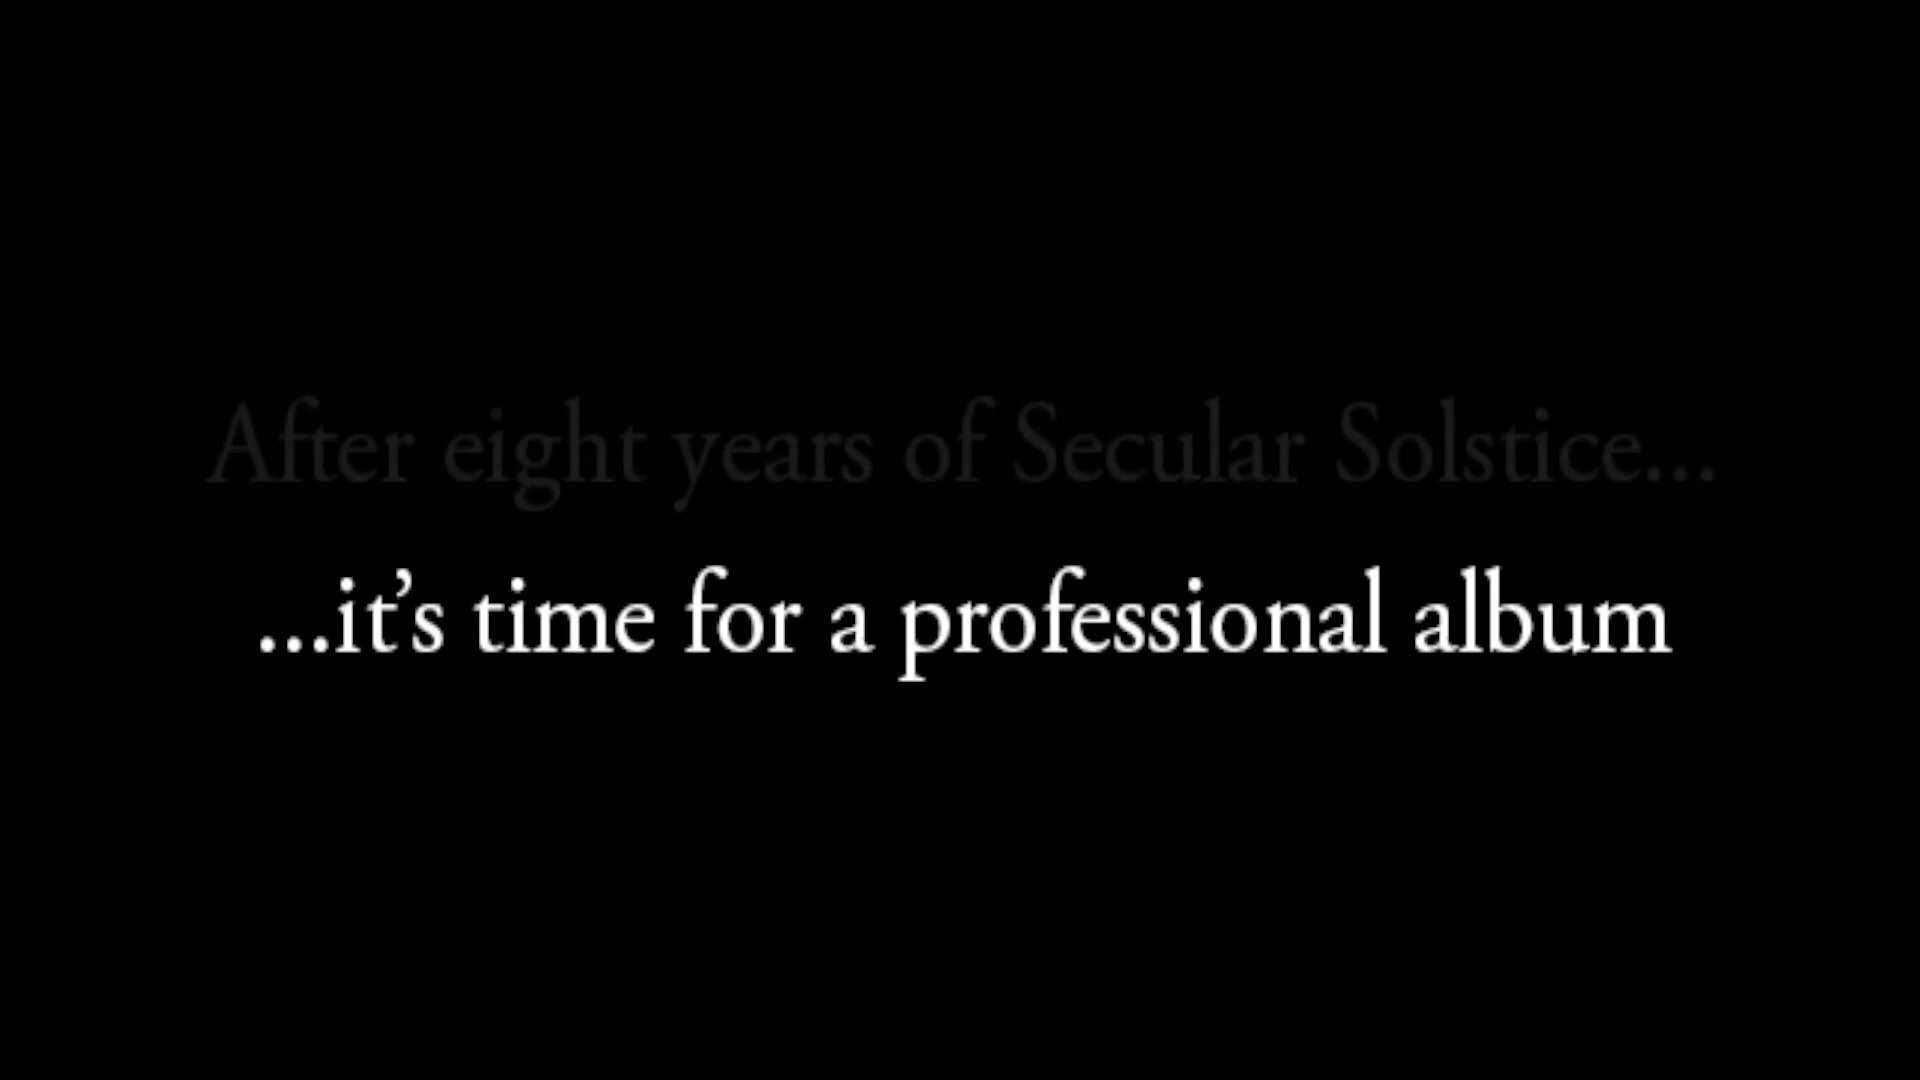 After eight years of Secular Solstice...
...it’s time for a professional album